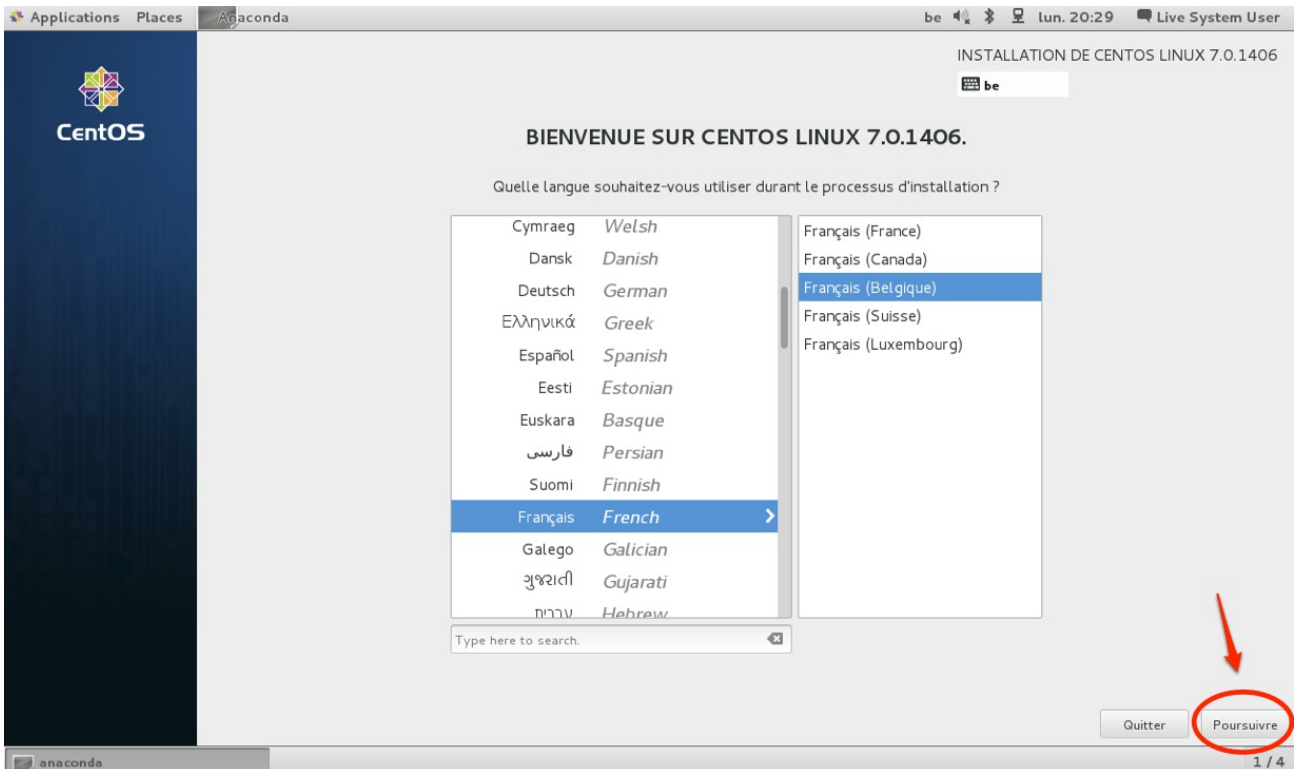 Applications Places Anaconda be lun. 20:29 Live System User
INSTALLATION DE CENTOS LINUX 7.0.1406
be
CentOS
BIENVENUE SUR CENTOS LINUX 7.0.1406.
Quelle langue souhaitez-vous utiliser durant le processus d'installation ?
Cymraeg Welsh
Dansk Danish
Deutsch German
Ελληνικά Greek
Español Spanish
Eesti Estonian
Euskara Basque
فارسی Persian
Suomi Finnish
Français French
Galego Galician
ગુજરાતી Gujarati
עברית Hebrew
Français (France)
Français (Canada)
Français (Belgique)
Français (Suisse)
Français (Luxembourg)
Type here to search.
Quitter Poursuivre
anaconda 1 / 4